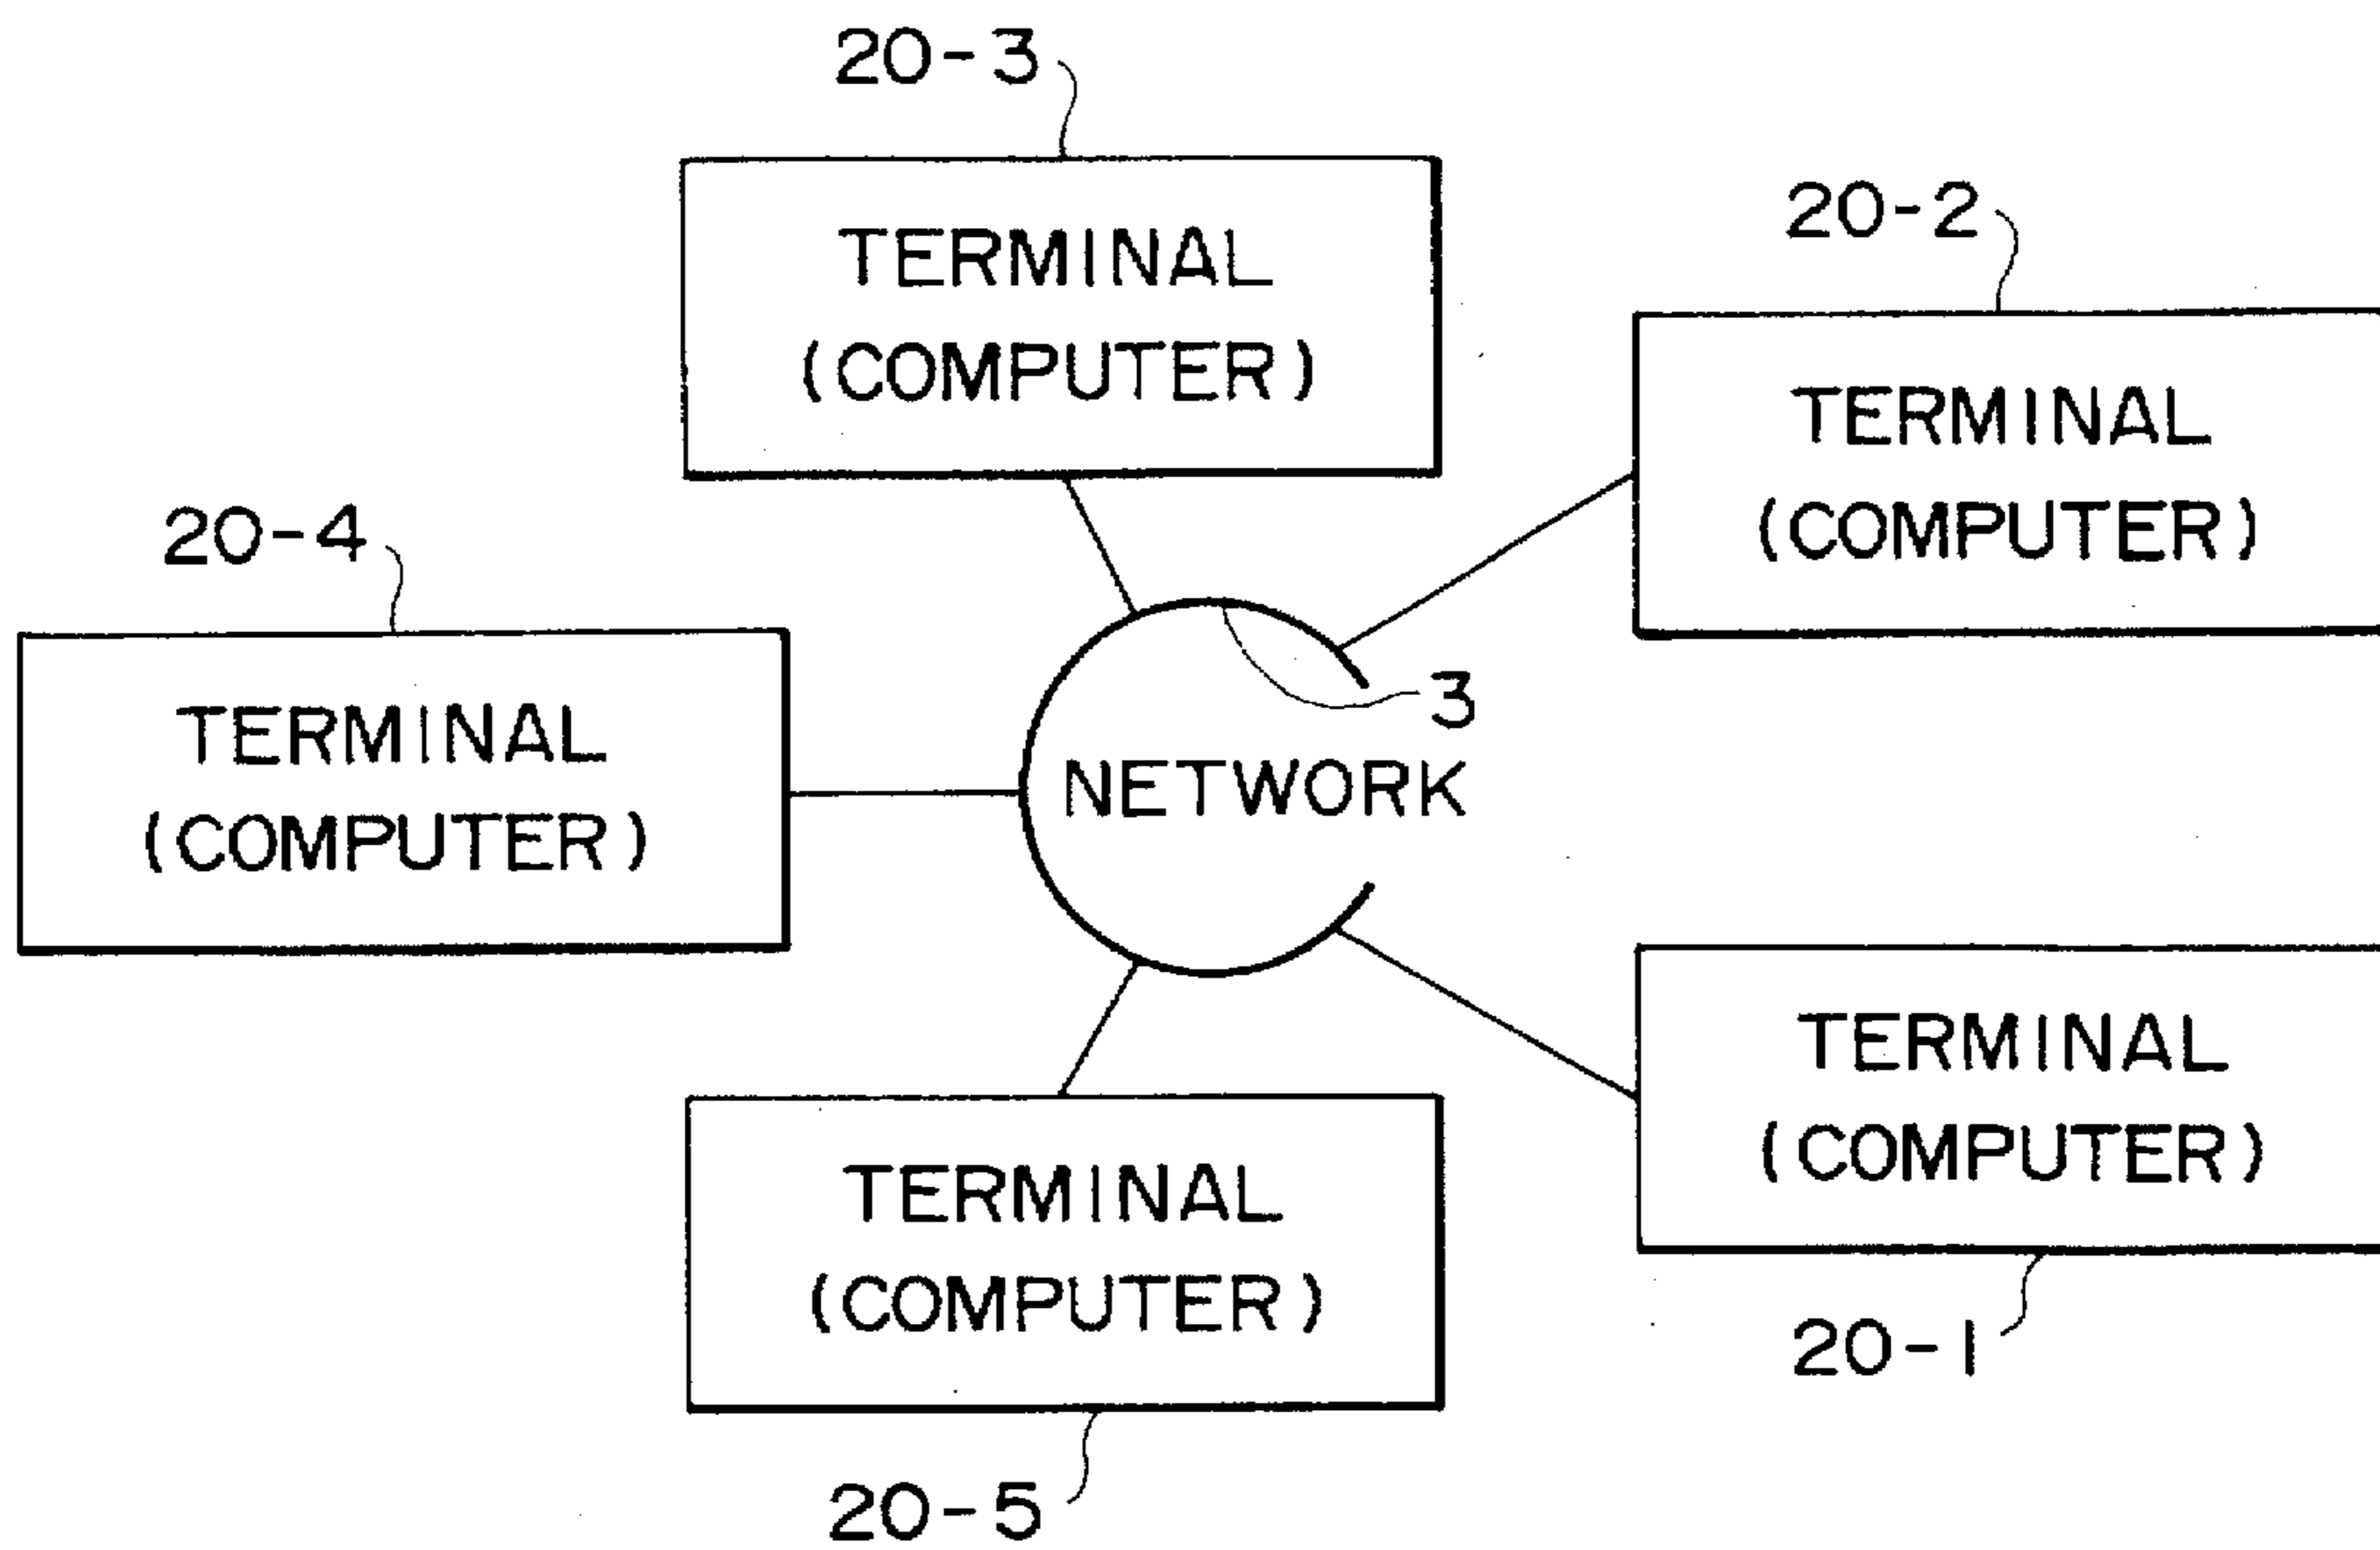 20-3
TERMINAL
(COMPUTER)
20-2
TERMINAL
(COMPUTER)
20-4
TERMINAL
(COMPUTER)
3
NETWORK
TERMINAL
(COMPUTER)
20-1
TERMINAL
(COMPUTER)
20-5